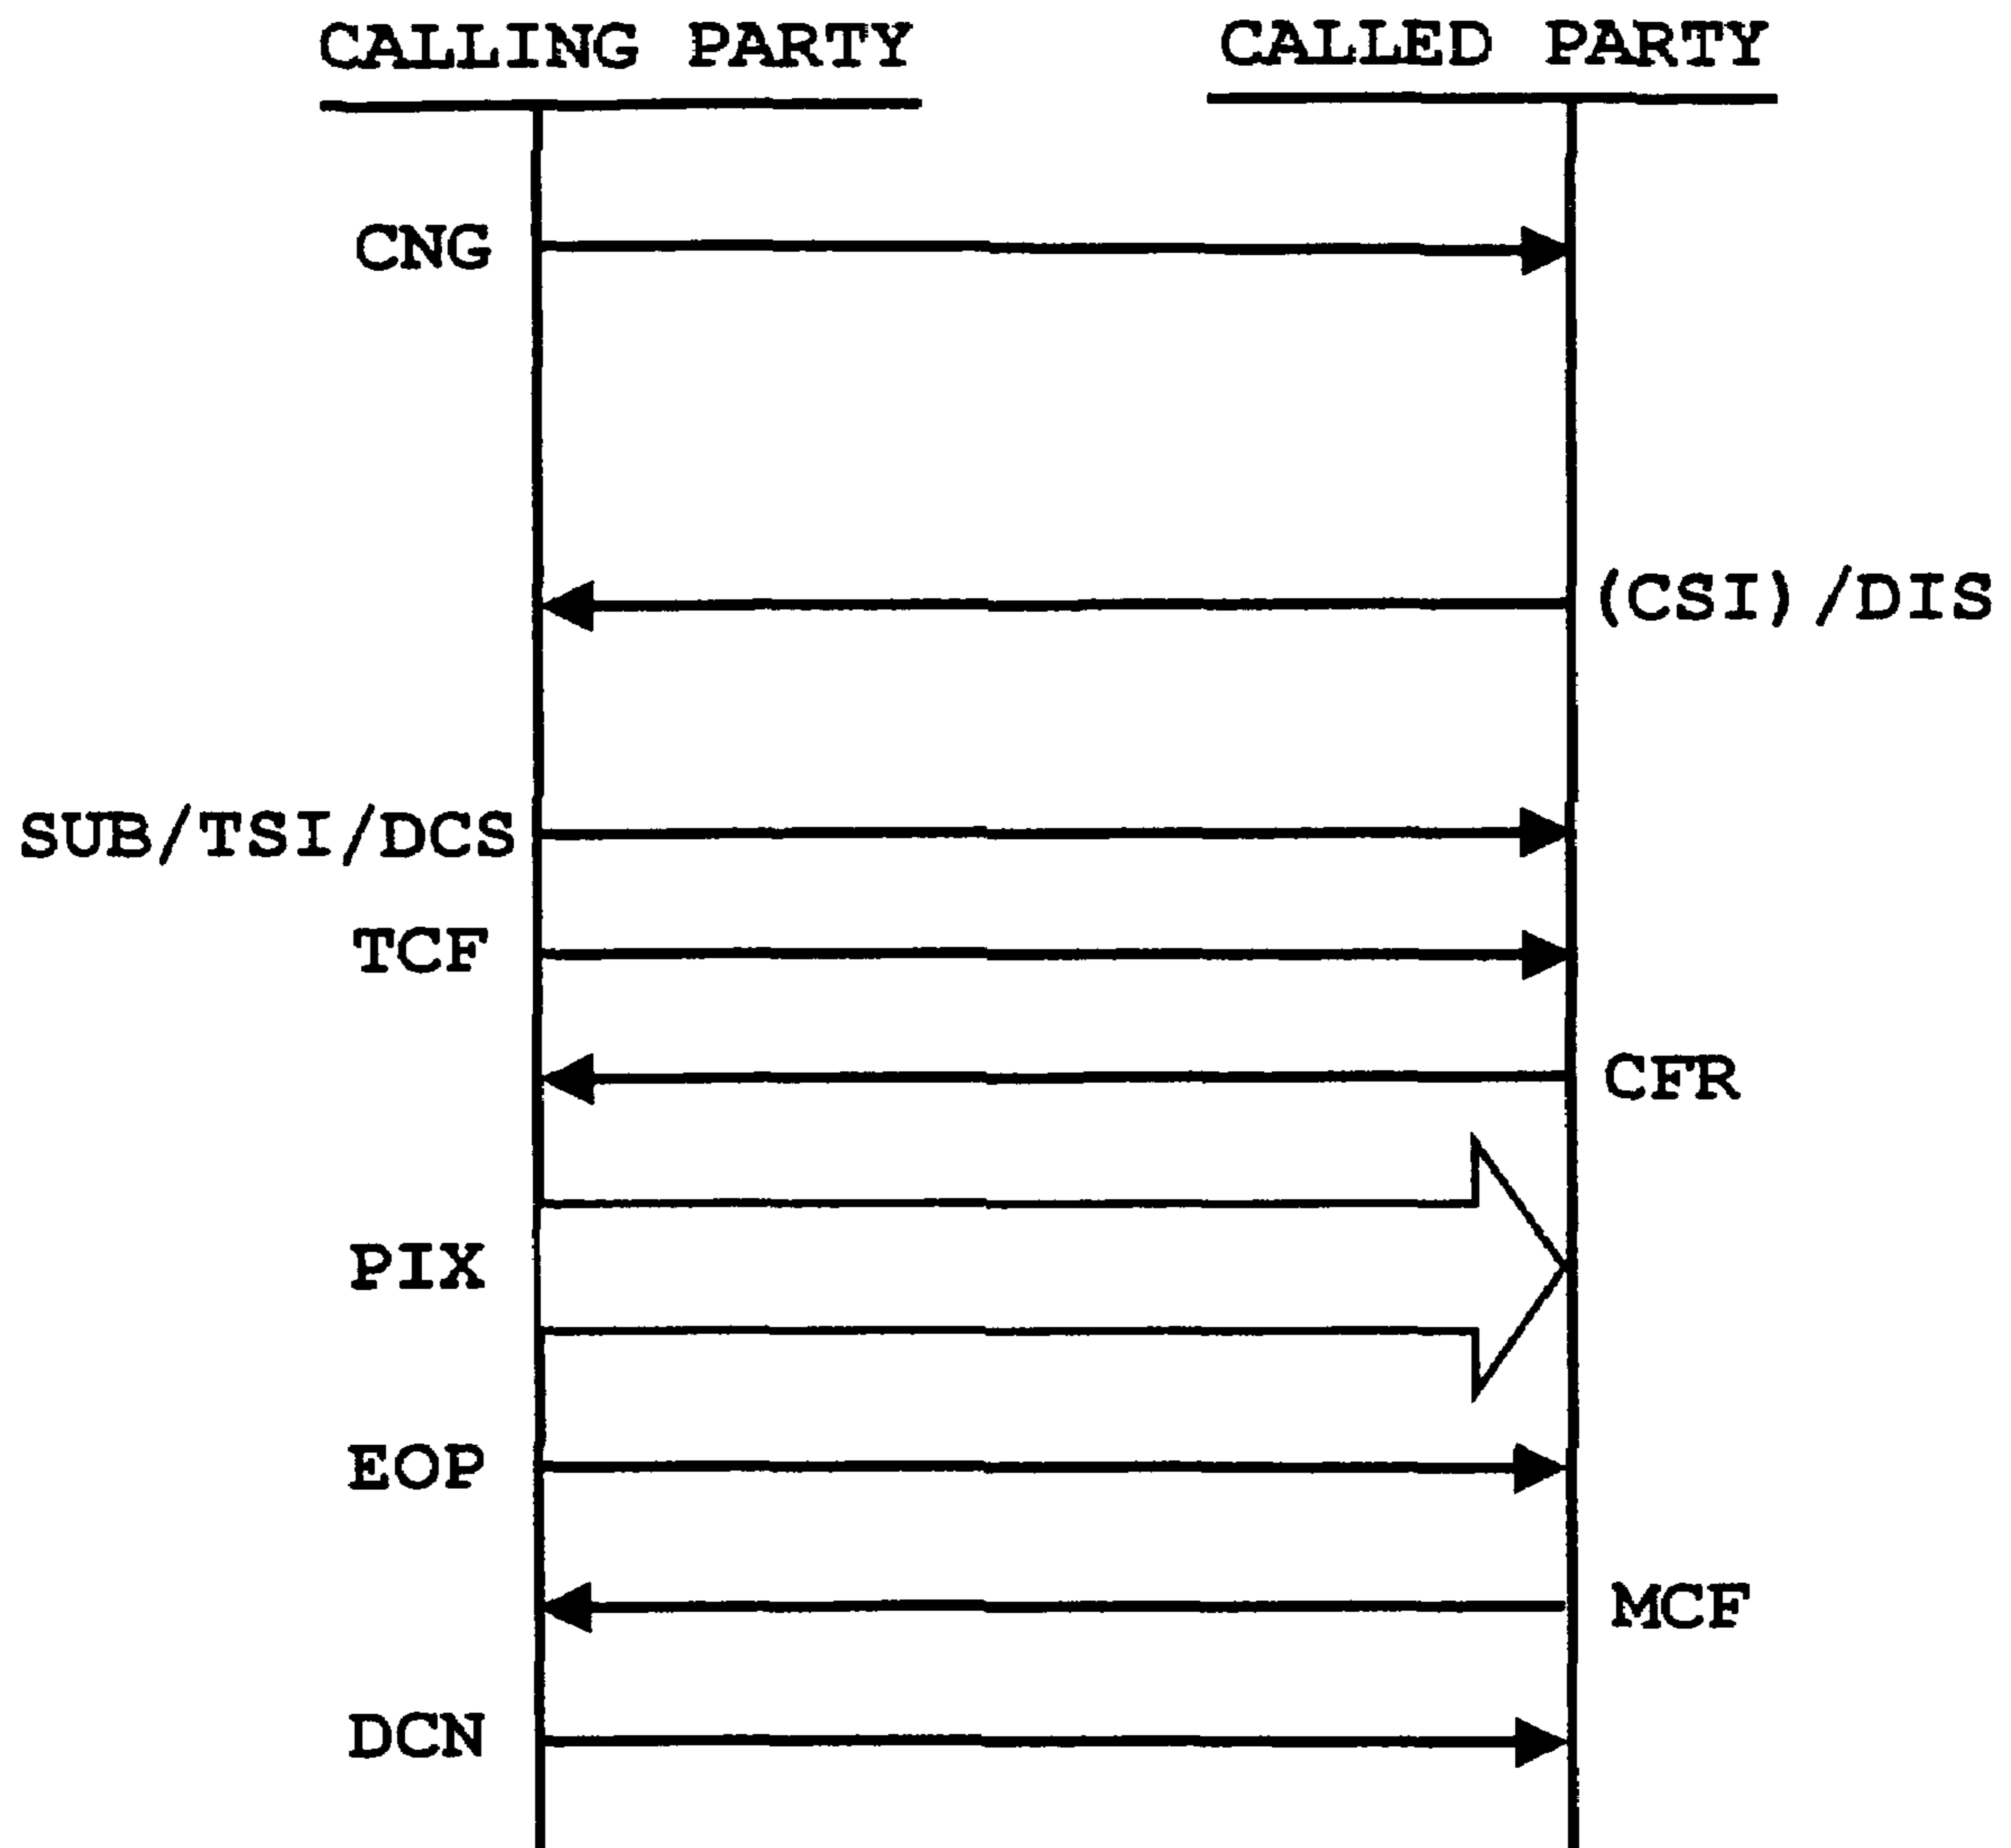 CALLING PARTY
CALLED PARTY
CNG
(CSI)/DIS
SUB/TSI/DCS
TCF
CFR
PIX
EOP
MCF
DCN